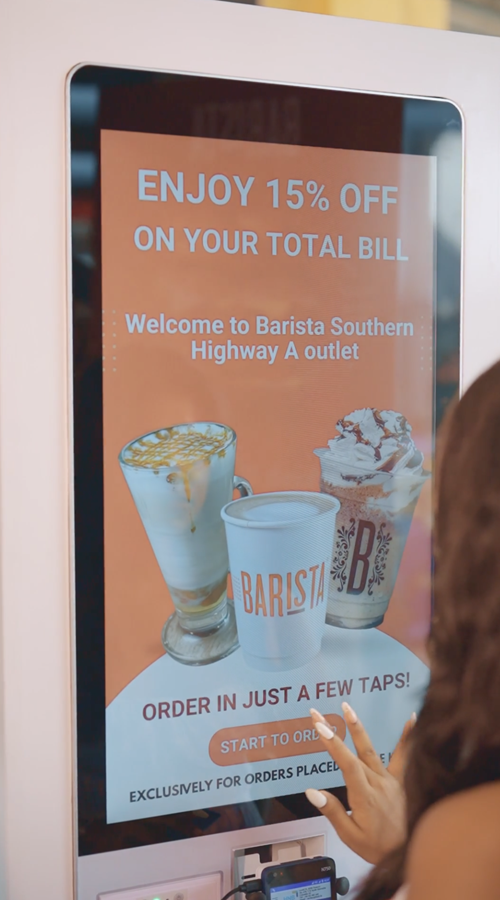 ENJOY 15% OFF
ON YOUR TOTAL BILL
Welcome to Barista Southern
Highway A outlet
B
BARISTA
ORDER IN JUST A FEW TAPS!
START TO
EXCLUSIVELY FOR ORDERS PLACED